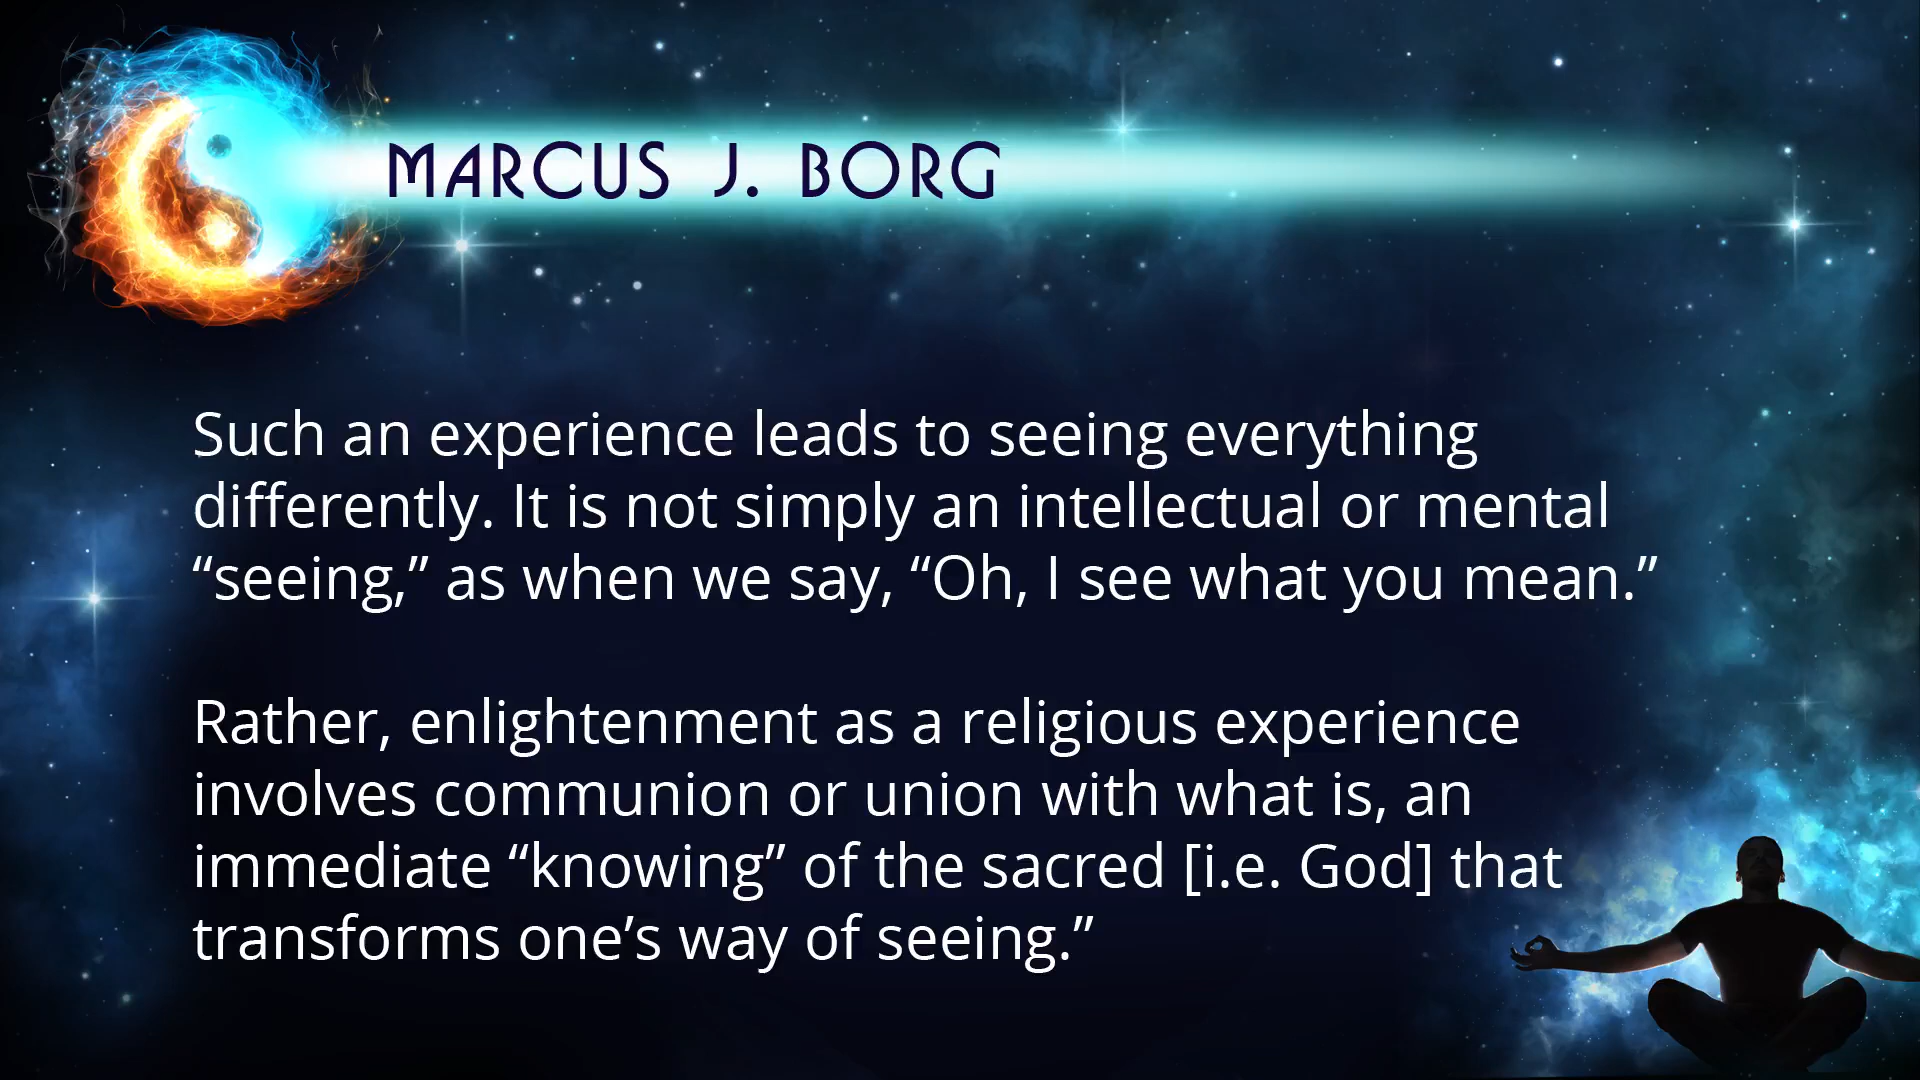 MARCUS J. BORG
Such an experience leads to seeing everything
differently. It is not simply an intellectual or mental
“seeing,” as when we say, “Oh, I see what you mean.”
Rather, enlightenment as a religious experience
involves communion or union with what is, an
immediate “knowing” of the sacred [i.e. God] that
transforms one’s way of seeing.”